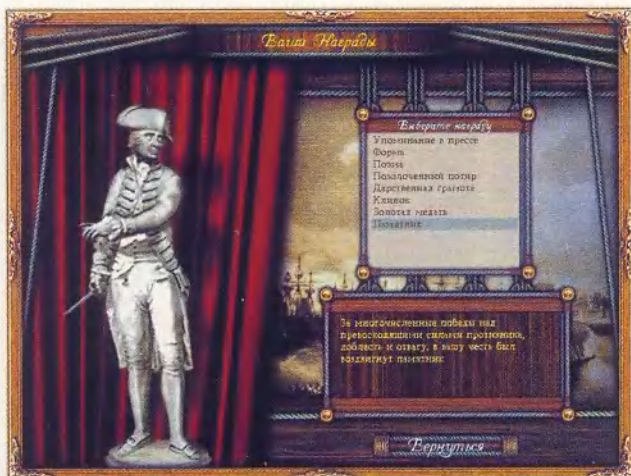 Ваши Награды
Выберите награду
Упоминание в прессе
Форель
Поэма
Позолоченный потир
Дарственная грамота
Клинок
Золотая медаль
Памятник
За многочисленные победы над
превосходящими силами противника,
доблесть и отвагу, в вашу честь был
воздвигнут памятник
Вернуться